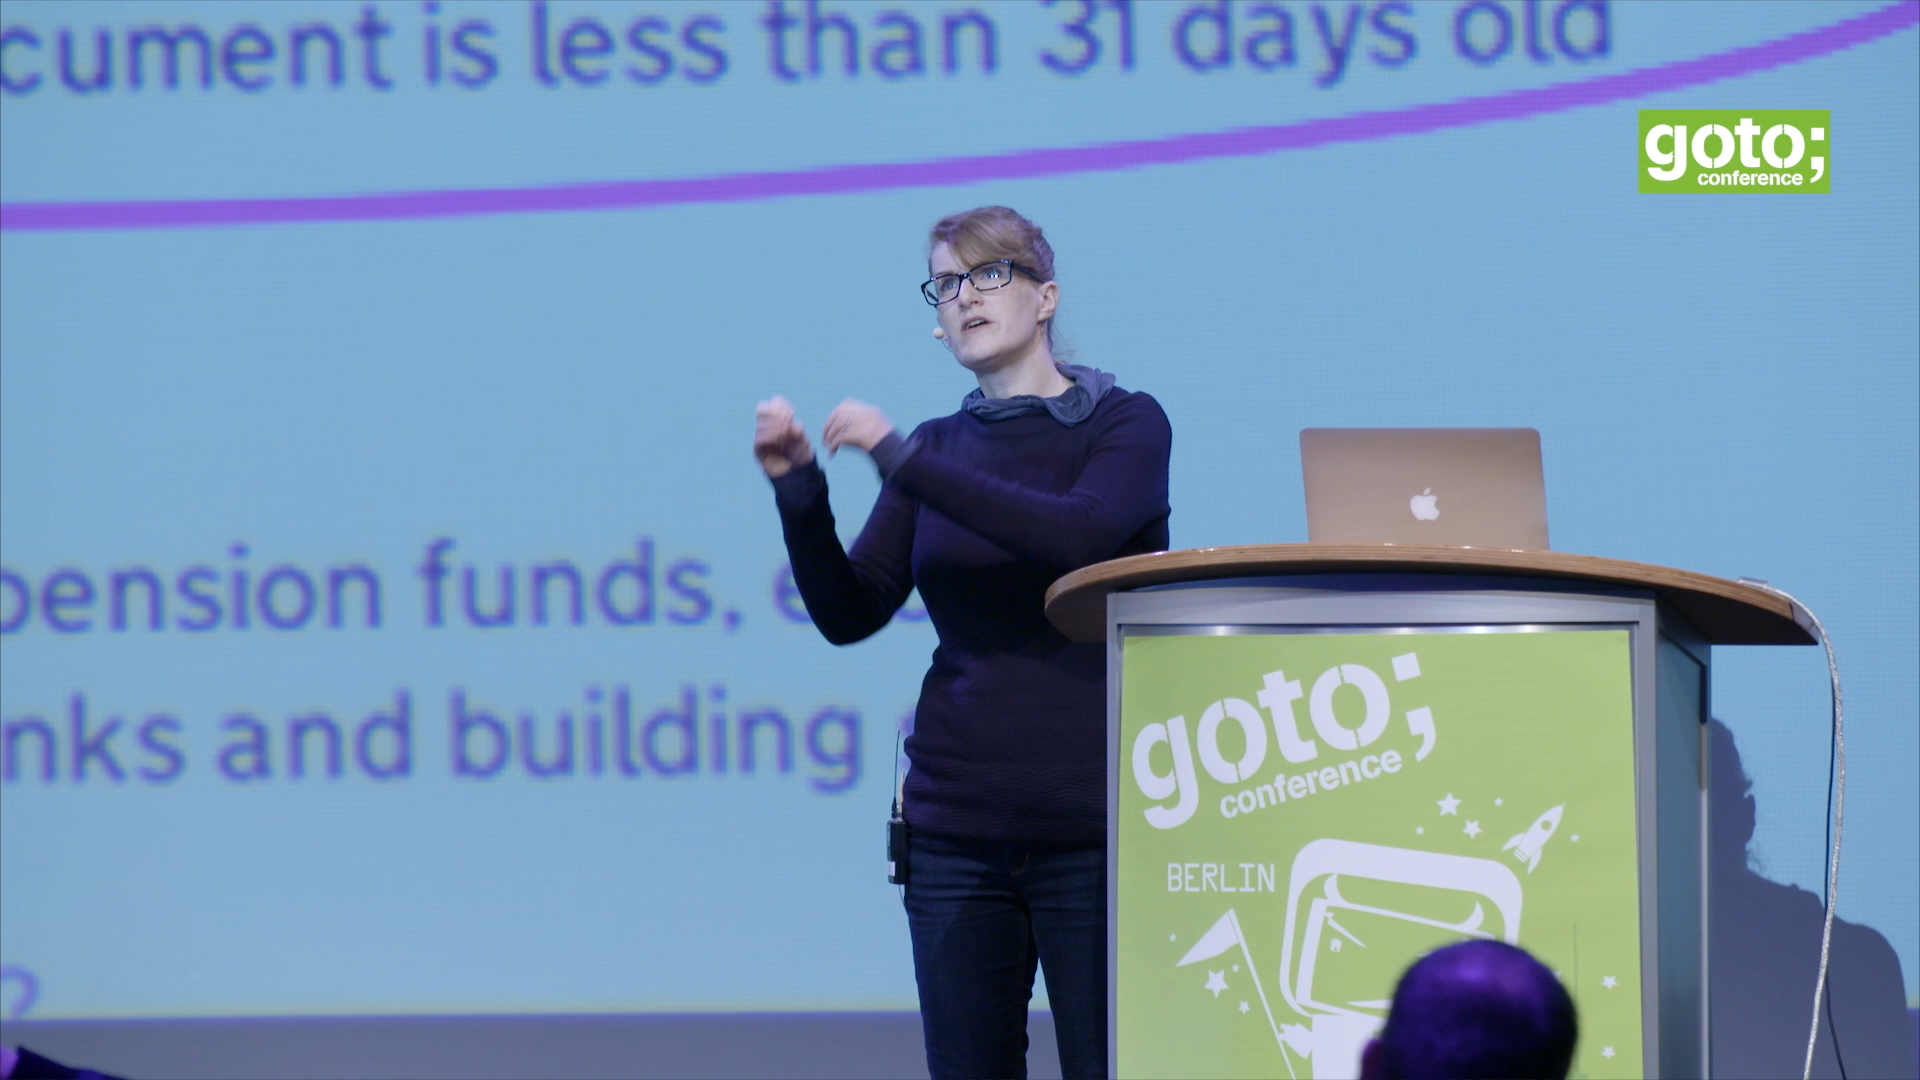 cument is less than 31 days old
goto;
conference
pension funds, e
nks and building
goto;
conference
BERLIN
?